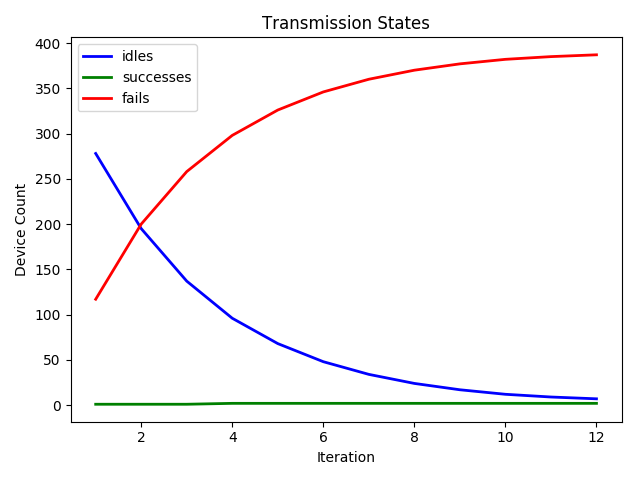 Transmission States
idles
successes
fails
Device Count
400
350
300
250
200
150
100
50
0
2 4 6 8 10 12
Iteration